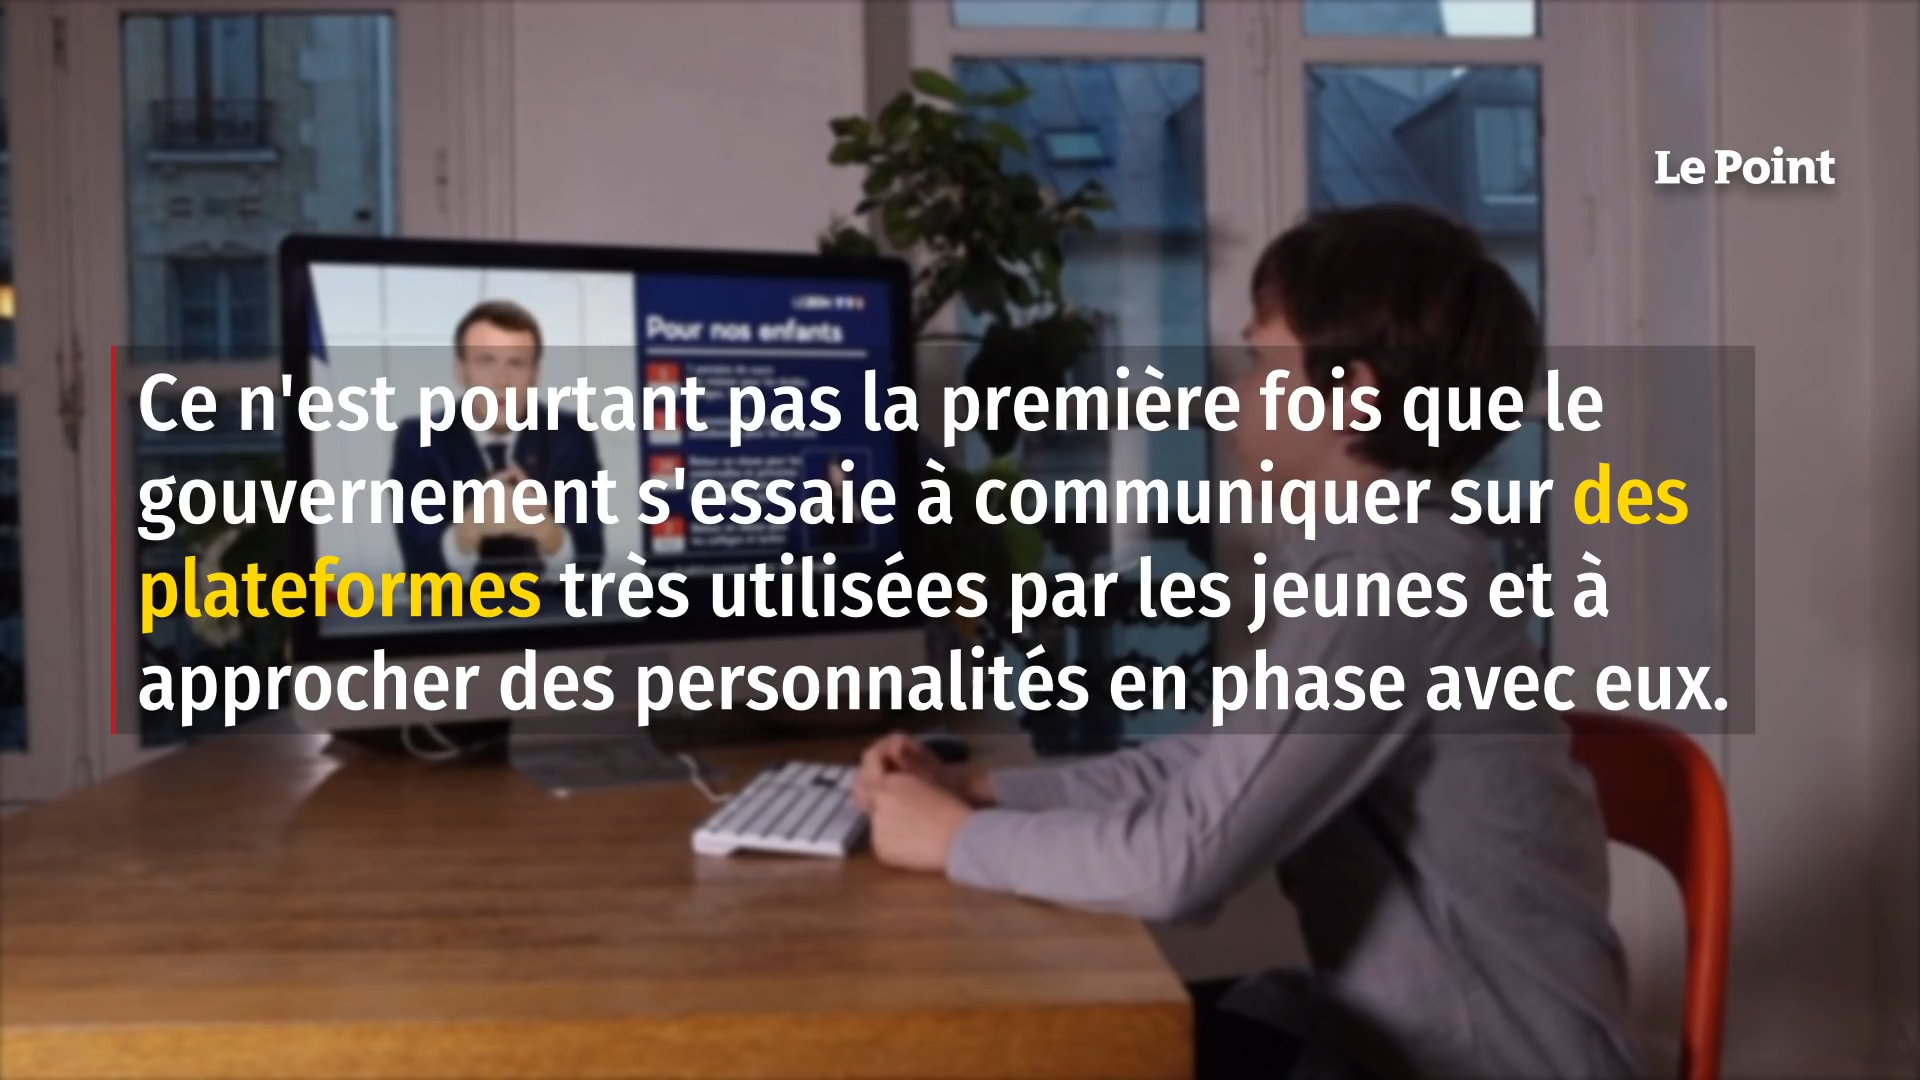 Le Point
Pour nos enfants
Ce n'est pourtant pas la première fois que le
gouvernement s'essaie à communiquer sur des
plateformes très utilisées par les jeunes et à
approcher des personnalités en phase avec eux.